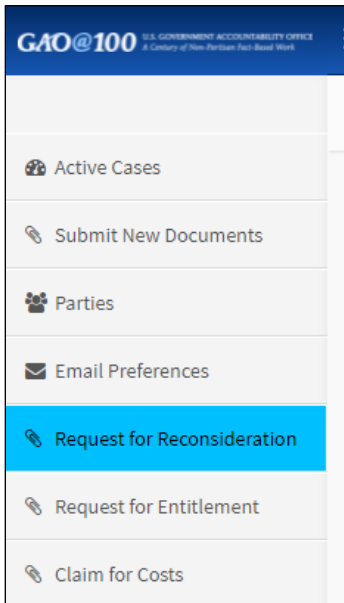 GAO@100 U.S. GOVERNMENT ACCOUNTABILITY OFFICE
A Century of Non-Partisan Fact-Based Work
Active Cases
Submit New Documents
Parties
Email Preferences
Request for Reconsideration
Request for Entitlement
Claim for Costs